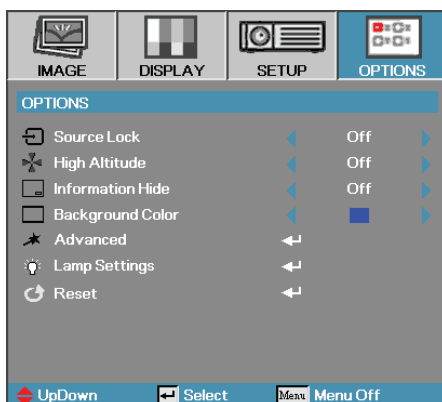 IMAGE DISPLAY SETUP OPTIONS
OPTIONS
Source Lock Off
High Altitude Off
Information Hide Off
Background Color
Advanced
Lamp Settings
Reset
UpDown Select Menu Menu Off